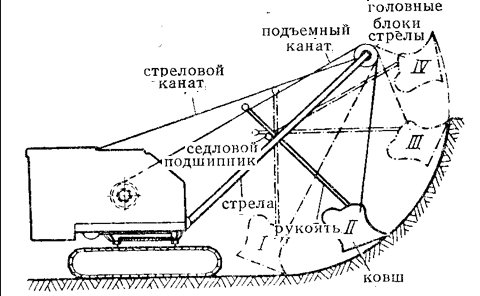 головные
блоки
стрелы
подъемный
канат
стреловой
канат
IV
III
седловой
подшипник
стрела
I
рукоять
II
ковш